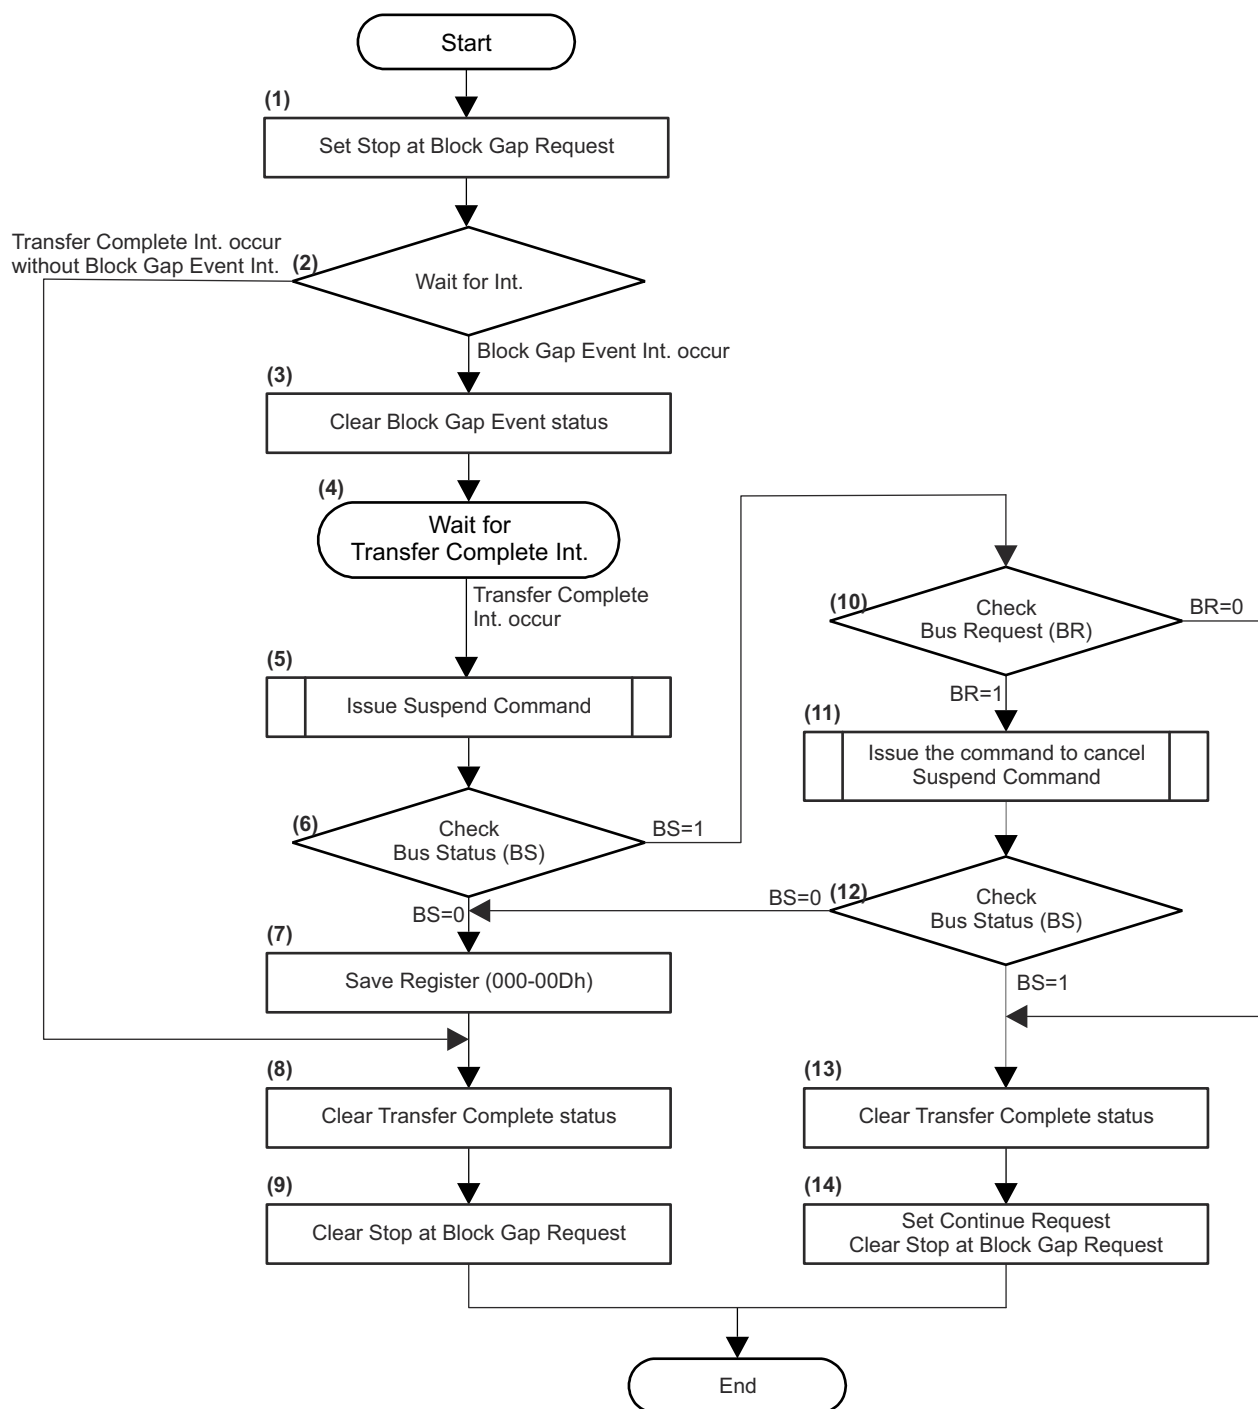 Start
(1)
Set Stop at Block Gap Request
Transfer Complete Int. occur
without Block Gap Event Int.
(2)
Wait for Int.
Block Gap Event Int. occur
(3)
Clear Block Gap Event status
(4)
Wait for
Transfer Complete Int.
Transfer Complete
Int. occur
(5)
Issue Suspend Command
(6)
Check
Bus Status (BS)
BS=1
BS=0
(7)
Save Register (000-00Dh)
(8)
Clear Transfer Complete status
(9)
Clear Stop at Block Gap Request
(10)
Check
Bus Request (BR)
BR=0
BR=1
(11)
Issue the command to cancel
Suspend Command
(12)
Check
Bus Status (BS)
BS=0
BS=1
(13)
Clear Transfer Complete status
(14)
Set Continue Request
Clear Stop at Block Gap Request
End